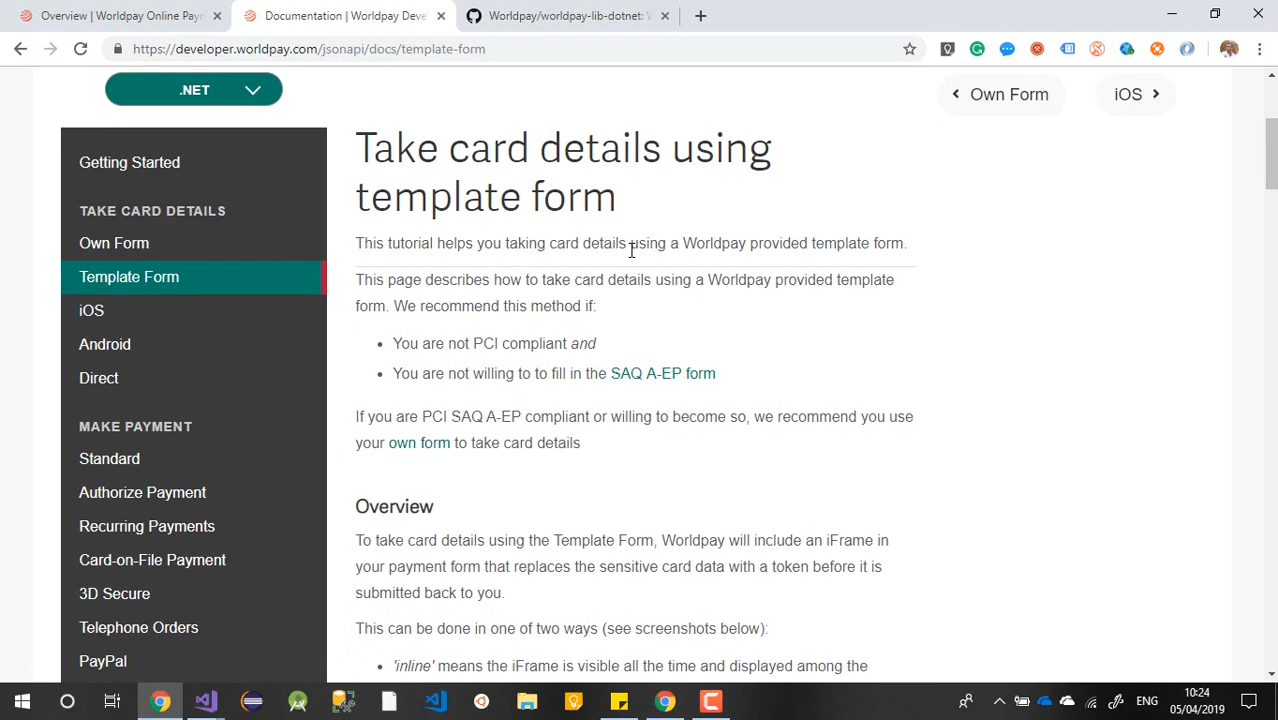 Overview | Worldpay Online Payn
Documentation | Worldpay Deve
Worldpay/worldpay-lib-dotnet: W
https://developer.worldpay.com/jsonapi/docs/template-form
.NET
Own Form
iOS
Getting Started
TAKE CARD DETAILS
Own Form
Template Form
iOS
Android
Direct
MAKE PAYMENT
Standard
Authorize Payment
Recurring Payments
Card-on-File Payment
3D Secure
Telephone Orders
PayPal
Take card details using
template form
This tutorial helps you taking card details using a Worldpay provided template form.
This page describes how to take card details using a Worldpay provided template
form. We recommend this method if:
• You are not PCI compliant and
• You are not willing to to fill in the SAQ A-EP form
If you are PCI SAQ A-EP compliant or willing to become so, we recommend you use
your own form to take card details
Overview
To take card details using the Template Form, Worldpay will include an iFrame in
your payment form that replaces the sensitive card data with a token before it is
submitted back to you.
This can be done in one of two ways (see screenshots below):
• 'inline' means the iFrame is visible all the time and displayed among the
ENG
10:24
05/04/2019